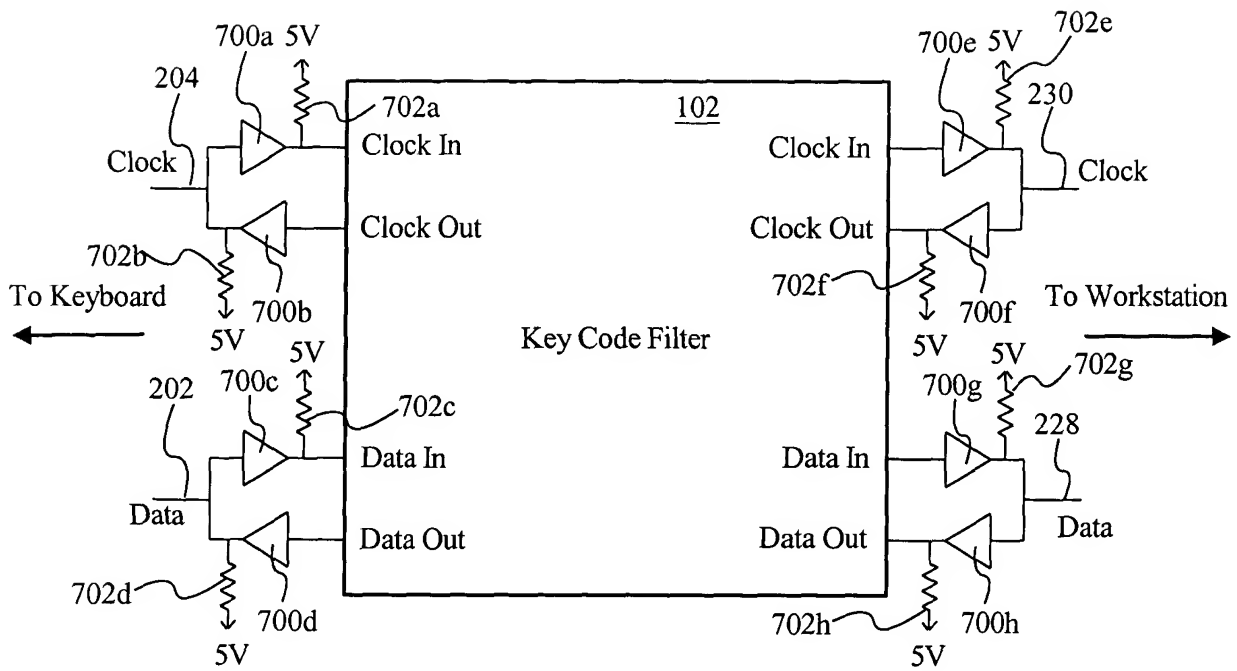 700a
5V
700e
5V
702e
204
702a
102
230
Clock
Clock In
Clock In
Clock
Clock Out
Clock Out
702b
702f
To Keyboard
700b
700f
To Workstation
5V
Key Code Filter
5V
5V
5V
702g
202
700c
702c
700g
228
Data In
Data In
Data
Data
Data Out
Data Out
702d
700d
702h
700h
5V
5V